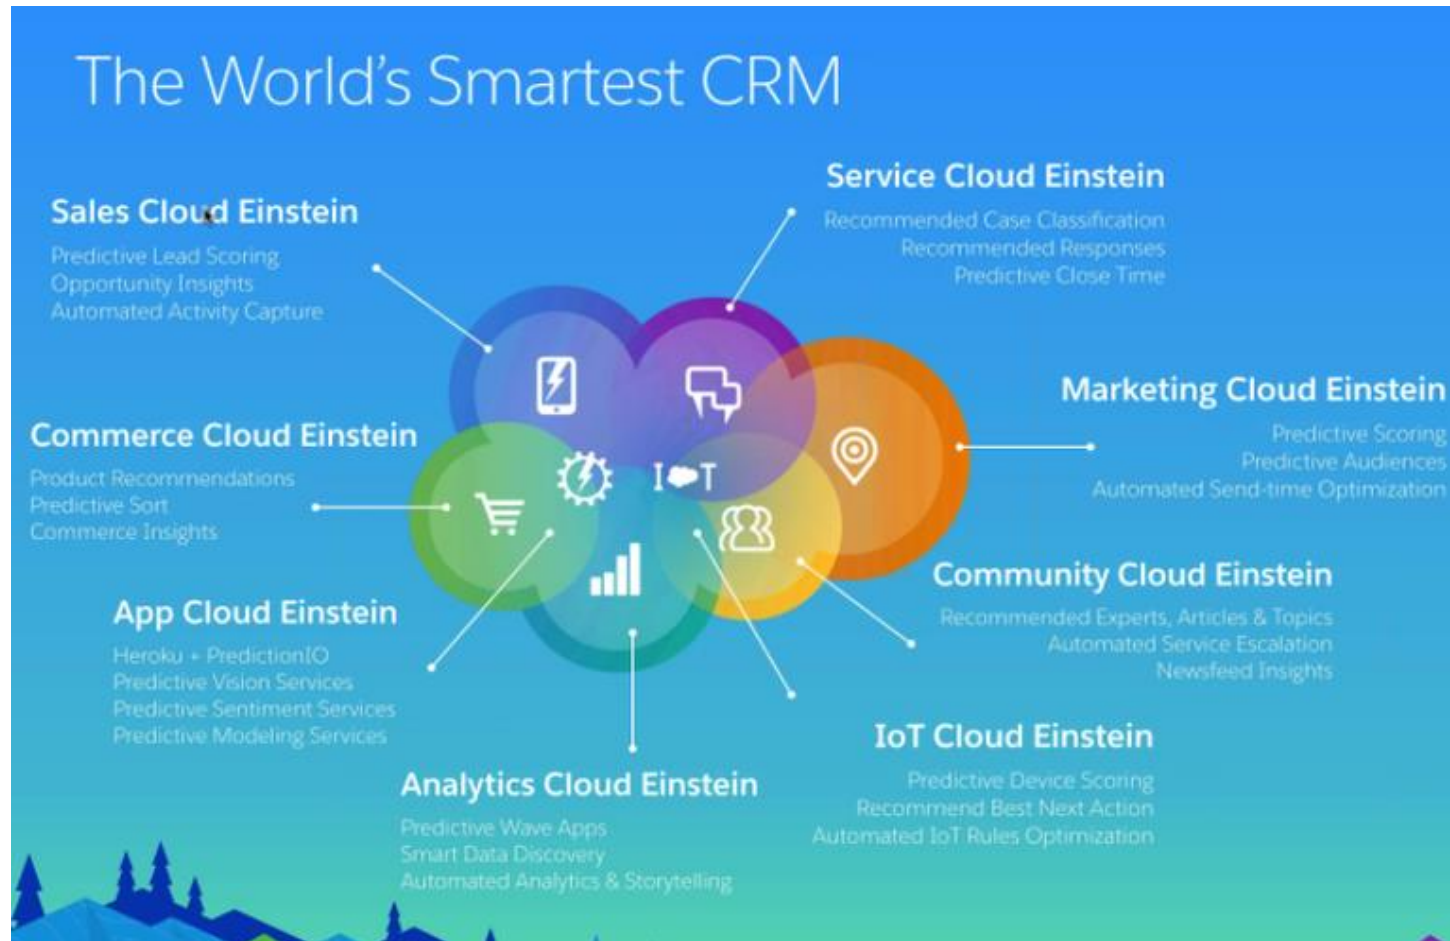 The World's Smartest CRM
Sales Cloud Einstein
Predictive Lead Scoring
Opportunity Insights
Automated Activity Capture
Service Cloud Einstein
Recommended Case Classification
Recommended Responses
Predictive Close Time
Marketing Cloud Einstein
Predictive Scoring
Predictive Audiences
Automated Send-time Optimization
Commerce Cloud Einstein
Product Recommendations
Predictive Sort
Commerce Insights
I T
Community Cloud Einstein
Recommended Experts, Articles & Topics
Automated Service Escalation
Newsfeed Insights
App Cloud Einstein
Heroku + PredictionIO
Predictive Vision Services
Predictive Sentiment Services
Predictive Modeling Services
IoT Cloud Einstein
Predictive Device Scoring
Recommend Best Next Action
Automated IoT Rules Optimization
Analytics Cloud Einstein
Predictive Wave Apps
Smart Data Discovery
Automated Analytics & Storytelling